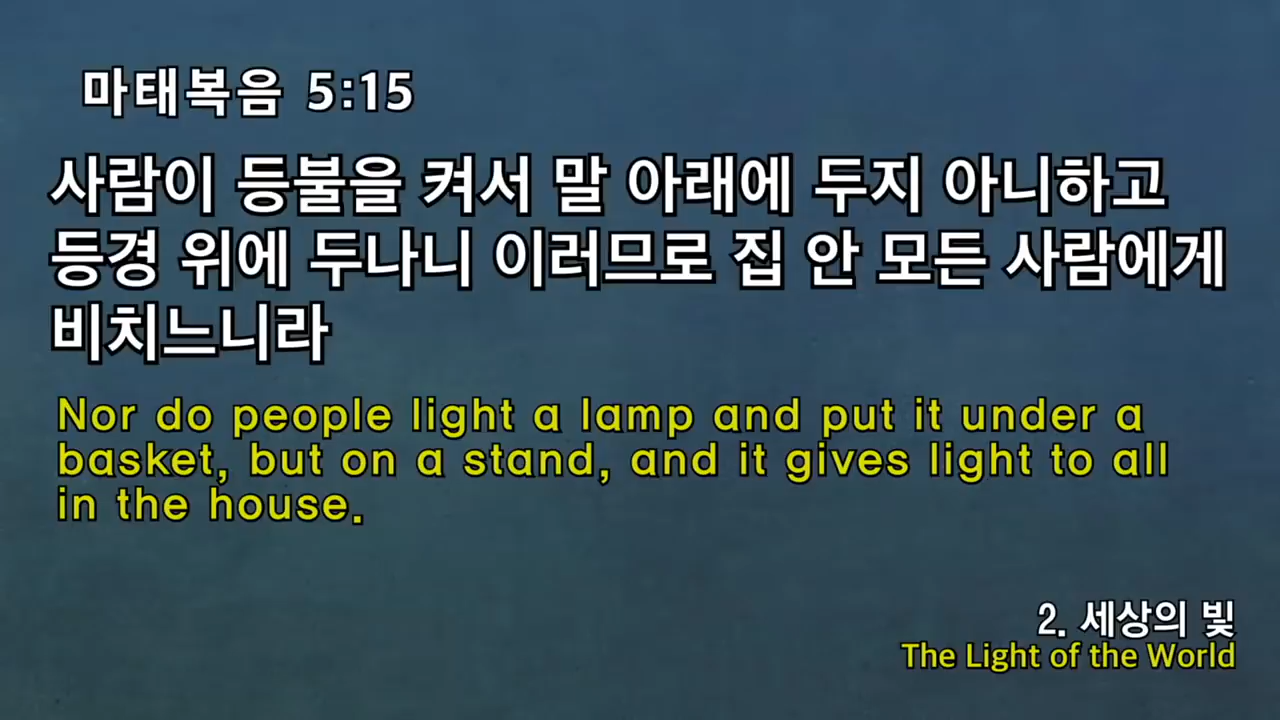 마태복음 5:15
사람이 등불을 켜서 말 아래에 두지 아니하고
등경 위에 두나니 이러므로 집 안 모든 사람에게
비치느니라
Nor do people light a lamp and put it under a
basket, but on a stand, and it gives light to all
in the house.
2. 세상의 빛
The Light of the World